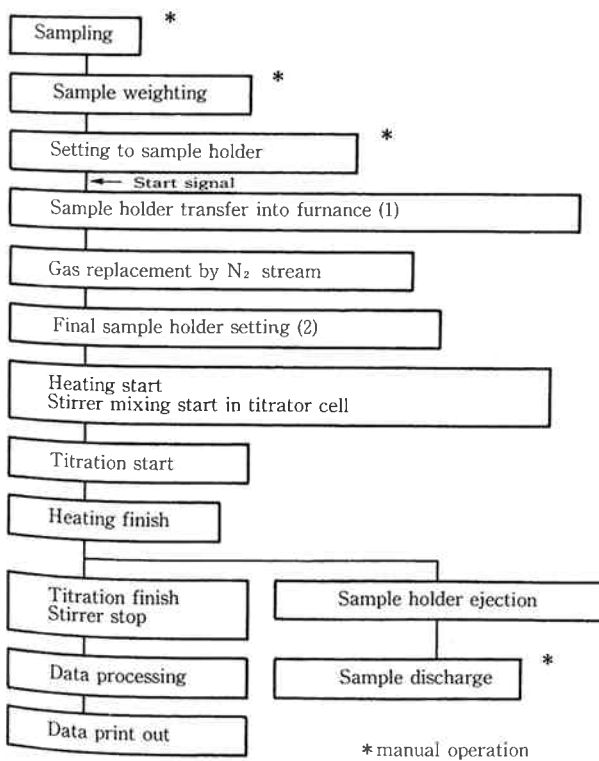 Sampling *
Sample weighting *
Setting to sample holder *
← Start signal
Sample holder transfer into furnance (1)
Gas replacement by N₂ stream
Final sample holder setting (2)
Heating start
Stirrer mixing start in titrator cell
Titration start
Heating finish
Titration finish
Stirrer stop
Sample holder ejection
Data processing
Sample discharge *
Data print out
*manual operation